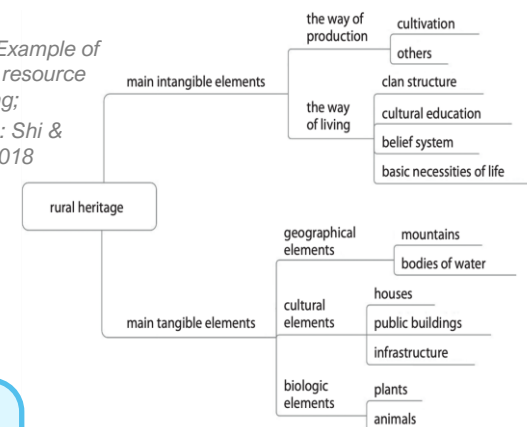 Example of
resource
g;
: Shi &
018
rural heritage
main intangible elements
the way of
production
cultivation
others
the way
of living
clan structure
cultural education
belief system
basic necessities of life
main tangible elements
geographical
elements
mountains
bodies of water
cultural
elements
houses
public buildings
infrastructure
biologic
elements
plants
animals